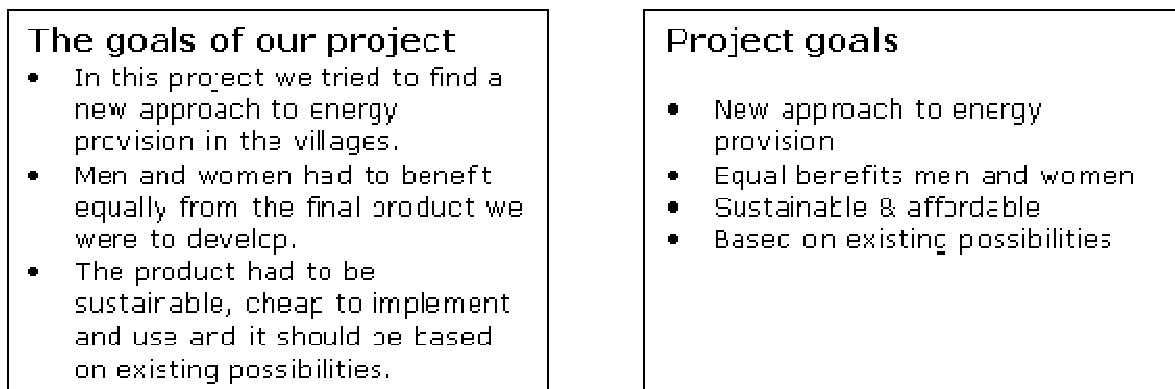 The goals of our project
• In this project we tried to find a
new approach to energy
provision in the villages.
• Men and women had to beneft
equally from the final product we
were to develop.
• The product had to be
sustainable, cheap to implement
and use and it should be based
on existing possibilities.
Project goals
• New approach to energy
provision
• Equal benefits men and women
• Sustainable & affordable
• Based on existing possibilities